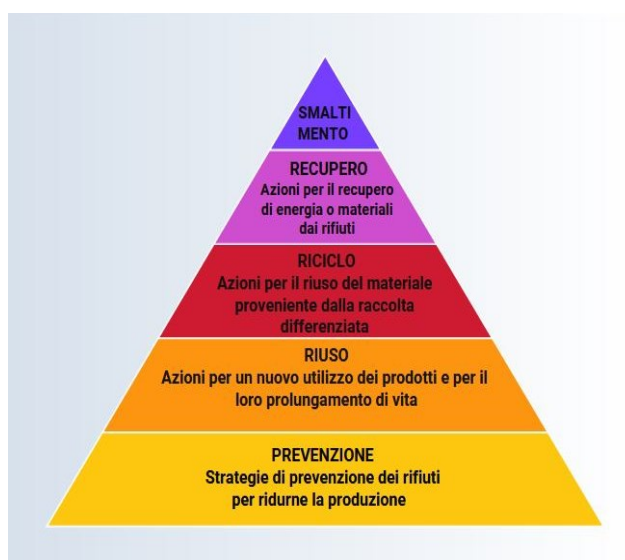 SMALTI
MENTO
RECUPERO
Azioni per il recupero
di energia o materiali
dai rifiuti
RICICLO
Azioni per il riuso del materiale
proveniente dalla raccolta
differenziata
RIUSO
Azioni per un nuovo utilizzo dei prodotti e per il
loro prolungamento di vita
PREVENZIONE
Strategie di prevenzione dei rifiuti
per ridurne la produzione